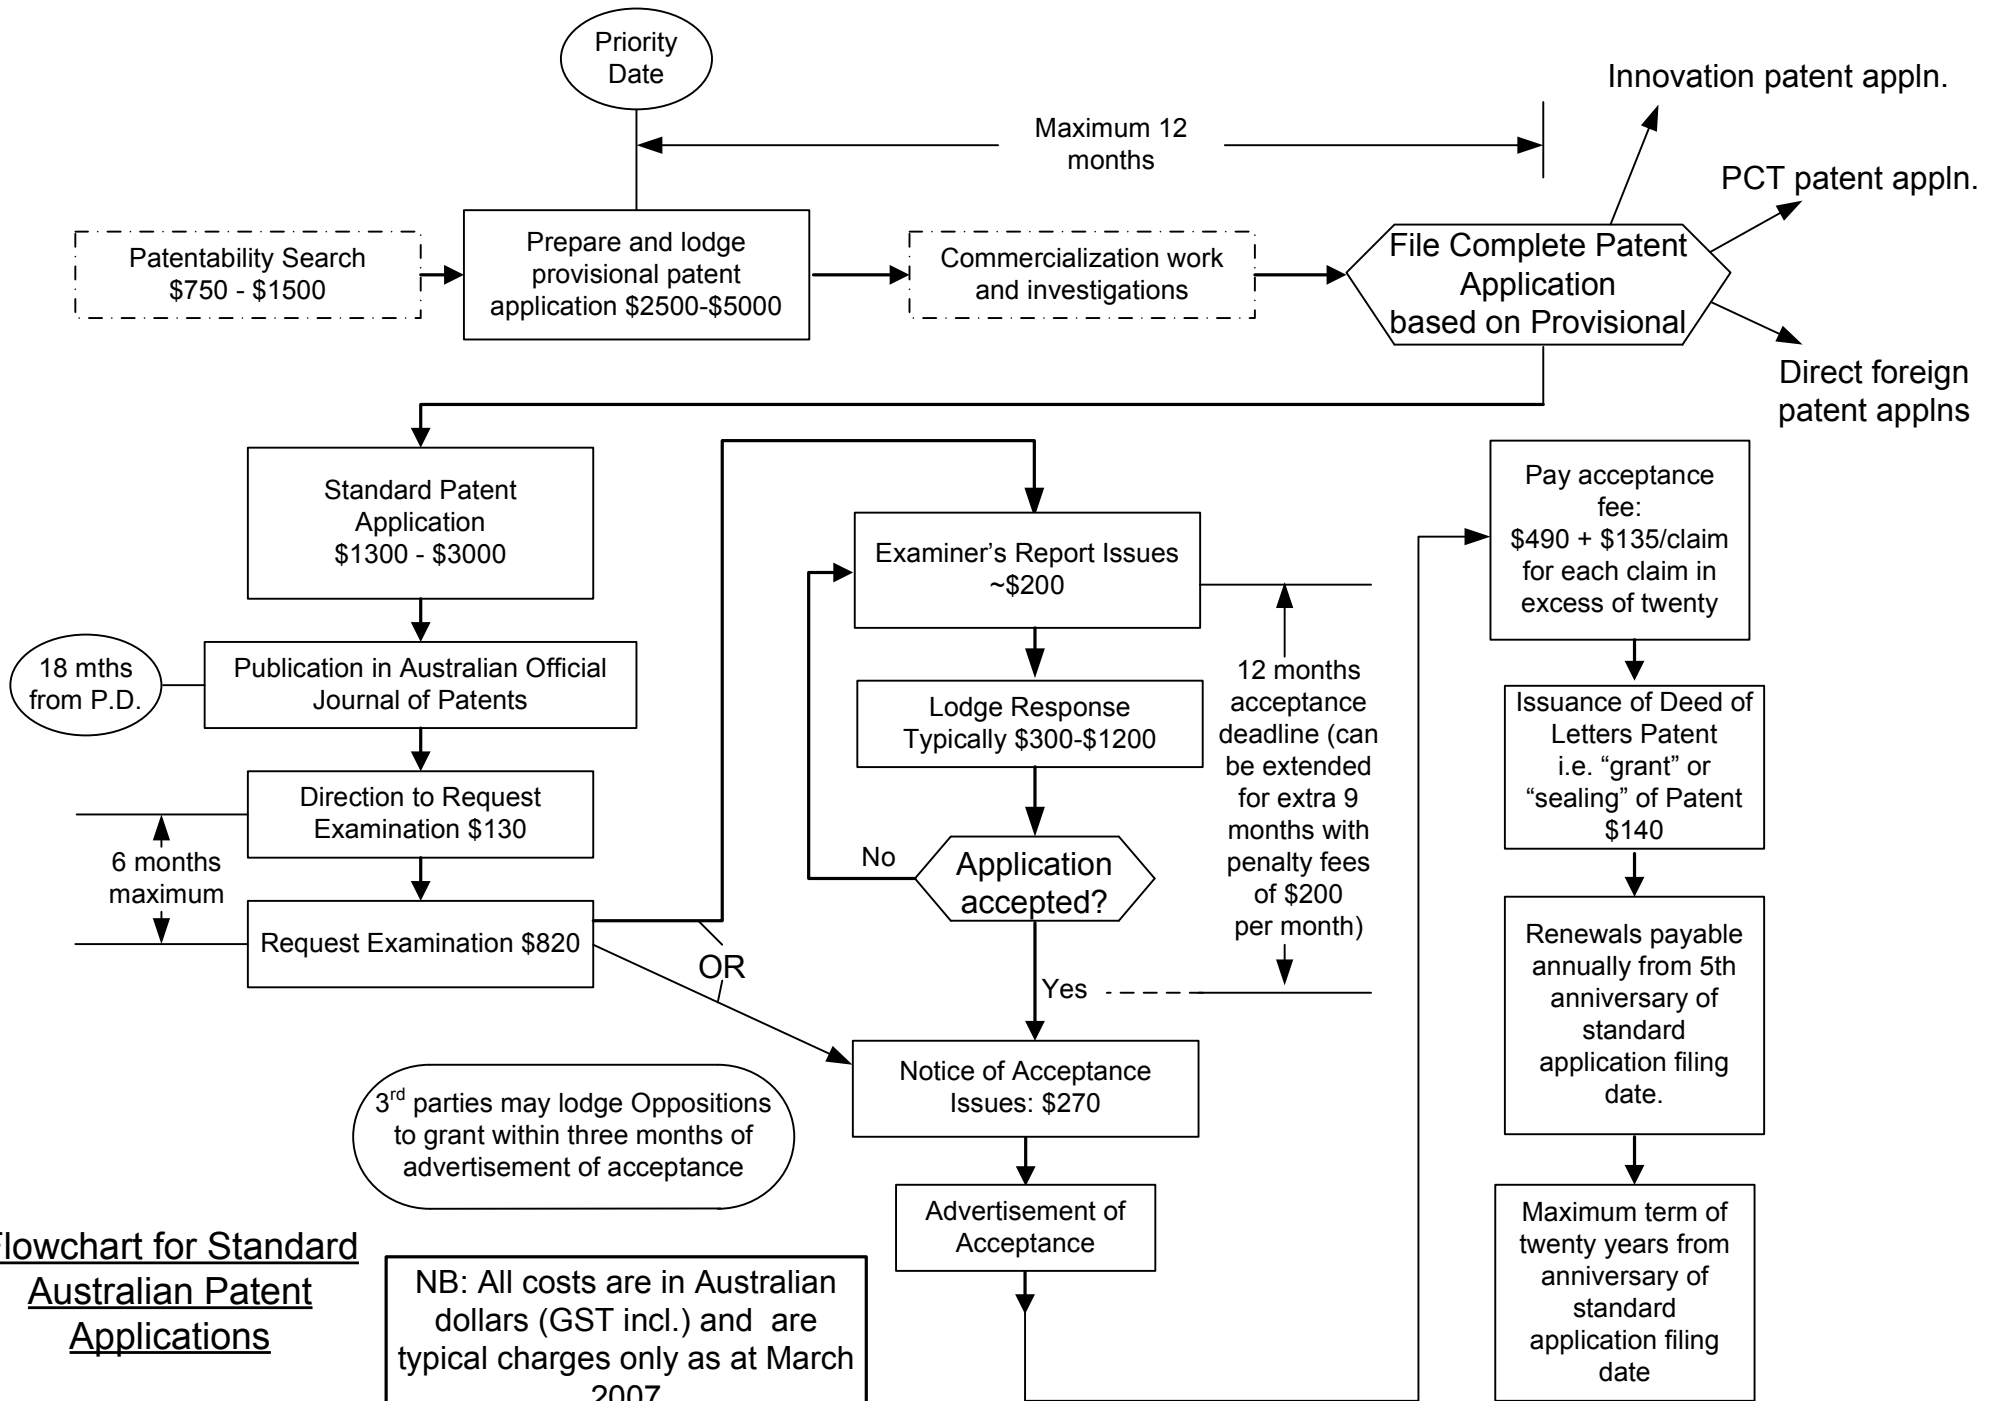 Priority
Date
Innovation patent appln.
Maximum 12
months
PCT patent appln.
Patentability Search
$750 - $1500
Prepare and lodge
provisional patent
application $2500-$5000
Commercialization work
and investigations
File Complete Patent
Application
based on Provisional
Direct foreign
patent applns
Standard Patent
Application
$1300 - $3000
18 mths
from P.D.
Publication in Australian Official
Journal of Patents
Direction to Request
Examination $130
6 months
maximum
Request Examination $820
OR
Examiner's Report Issues
~$200
Lodge Response
Typically $300-$1200
No
Application
accepted?
Yes
12 months
acceptance
deadline (can
be extended
for extra 9
months with
penalty fees
of $200
per month)
Notice of Acceptance
Issues: $270
3rd parties may lodge Oppositions
to grant within three months of
advertisement of acceptance
Advertisement of
Acceptance
Pay acceptance
fee:
$490 + $135/claim
for each claim in
excess of twenty
Issuance of Deed of
Letters Patent
i.e. “grant” or
“sealing” of Patent
$140
Renewals payable
annually from 5th
anniversary of
standard
application filing
date.
Maximum term of
twenty years from
anniversary of
standard
application filing
date
Flowchart for Standard
Australian Patent
Applications
NB: All costs are in Australian
dollars (GST incl.) and are
typical charges only as at March
2007